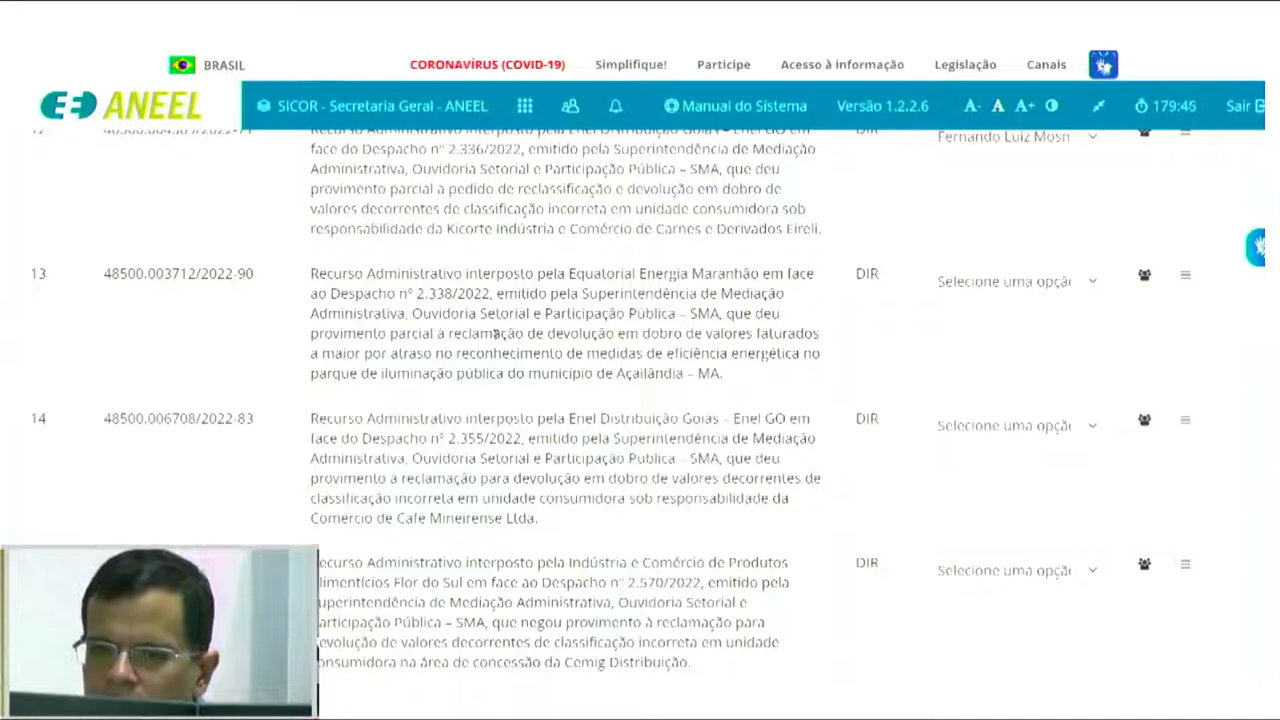 BRASIL
CORONAVÍRUS (COVID-19) Simplifique! Participe Acesso à informação Legislação Canais
ANEEL
SICOR - Secretaria Geral - ANEEL Manual do Sistema Versão 1.2.2.6 A- A A+ 179:46 Sair
Recurso Administrativo interposto pela Enel Distribuição Goiás – Enel GO em DIR
Fernando Luiz Mosn
face do Despacho nº 2.336/2022, emitido pela Superintendência de Mediação
Administrativa, Ouvidoria Setorial e Participação Pública – SMA, que deu
provimento parcial a pedido de reclassificação e devolução em dobro de
valores decorrentes de classificação incorreta em unidade consumidora sob
responsabilidade da Kicorte Indústria e Comércio de Carnes e Derivados Eireli.
13 48500.003712/2022-90 Recurso Administrativo interposto pela Equatorial Energia Maranhão em face DIR Selecione uma opçã
ao Despacho nº 2.338/2022, emitido pela Superintendência de Mediação
Administrativa, Ouvidoria Setorial e Participação Pública – SMA, que deu
provimento parcial à reclamação de devolução em dobro de valores faturados
a maior por atraso no reconhecimento de medidas de eficiência energética no
parque de iluminação pública do município de Açailândia – MA.
14 48500.006708/2022-83 Recurso Administrativo interposto pela Enel Distribuição Goiás – Enel GO em DIR Selecione uma opçã
face do Despacho nº 2.355/2022, emitido pela Superintendência de Mediação
Administrativa, Ouvidoria Setorial e Participação Pública – SMA, que deu
provimento à reclamação para devolução em dobro de valores decorrentes de
classificação incorreta em unidade consumidora sob responsabilidade da
Comércio de Café Mineirense Ltda.
ecurso Administrativo interposto pela Indústria e Comércio de Produtos DIR Selecione uma opçã
limentícios Flor do Sul em face ao Despacho nº 2.570/2022, emitido pela
uperintendência de Mediação Administrativa, Ouvidoria Setorial e
articipação Pública – SMA, que negou provimento à reclamação para
evolução de valores decorrentes de classificação incorreta em unidade
onsumidora na área de concessão da Cemig Distribuição.